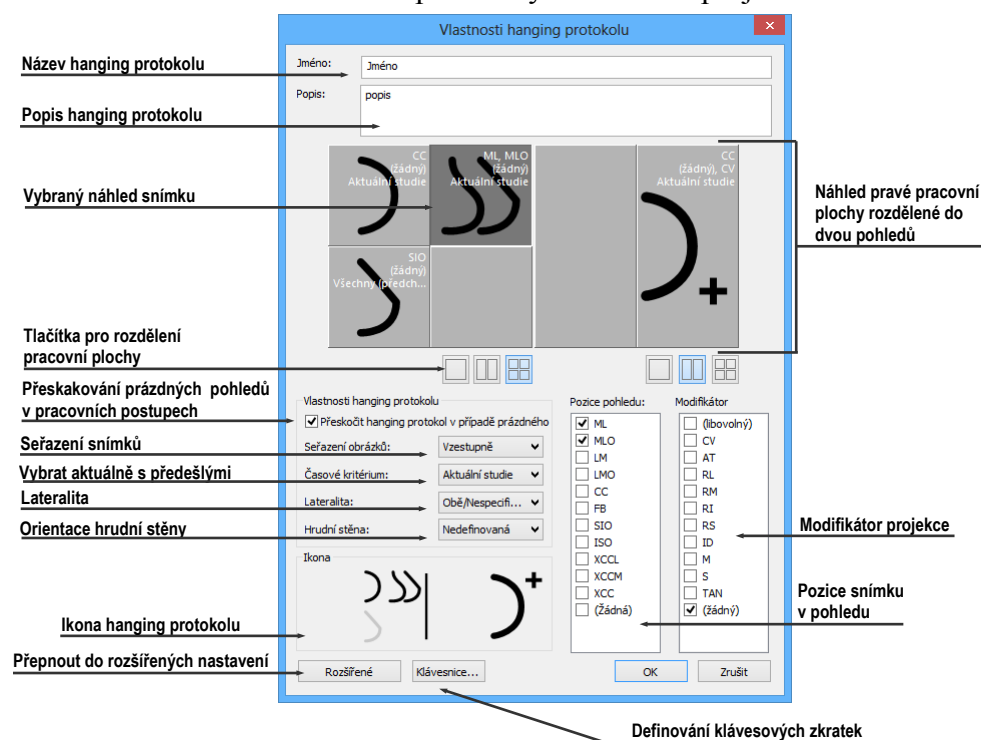 Vlastnosti hanging protokolu
Název hanging protokolu
Jméno:
Jméno
Popis hanging protokolu
Popis:
popis
Vybraný náhled snímku
CC
(žádný)
Aktuální studie
ML, MLO
(žádný)
Aktuální studie
CC
(žádný), CV
Aktuální studie
SIO
(žádný)
Všechny (předch...
Náhled pravé pracovní
plochy rozdělené do
dvou pohledů
Tlačítka pro rozdělení
pracovní plochy
Přeskakování prázdných pohledů
v pracovních postupech
Seřazení snímků
Vybrat aktuálně s předešlými
Lateralita
Orientace hrudní stěny
Vlastnosti hanging protokolu
Přeskočit hanging protokol v případě prázdného
Seřazení obrázků:
Vzestupně
Časové kritérium:
Aktuální studie
Lateralita:
Obě/Nespecifi...
Hrudní stěna:
Nedefinovaná
Ikona
Ikona hanging protokolu
Pozice pohledu:
ML
MLO
LM
LMO
CC
FB
SIO
ISO
XCCL
XCCM
XCC
(Žádná)
Modifikátor
(libovolný)
CV
AT
RL
RM
RI
RS
ID
M
S
TAN
(žádný)
Modifikátor projekce
Pozice snímku
v pohledu
Přepnout do rozšířených nastavení
Rozšířené
Klávesnice...
OK
Zrušit
Definování klávesových zkratek